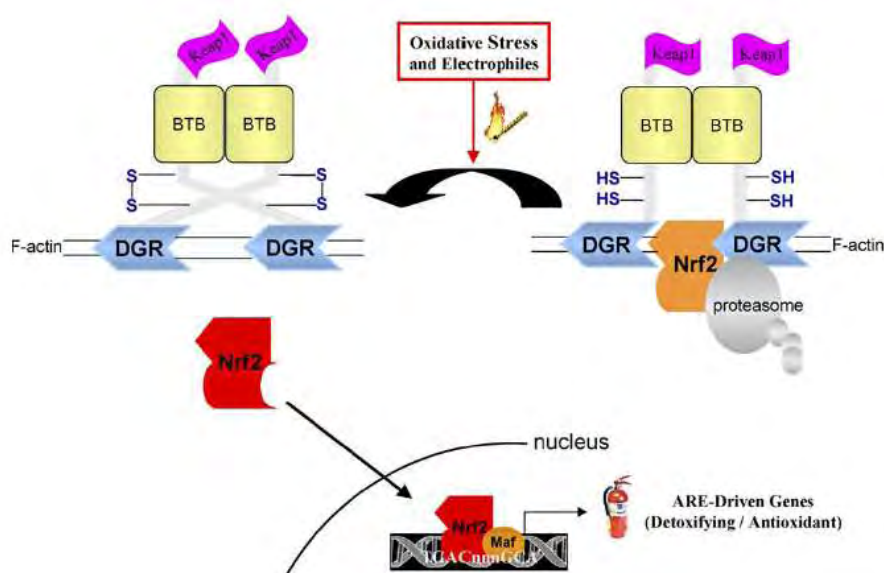 Keap1
Keap1
Oxidative Stress
and Electrophiles
Keap1
Keap1
BTB
BTB
BTB
BTB
S
S
HS
SH
S
S
HS
SH
F-actin
DGR
DGR
DGR
Nrf2
DGR
F-actin
proteasome
Nrf2
nucleus
ARE-Driven Genes
(Detoxifying / Antioxidant)
Nrf2
Maf
TGACnnnGCA